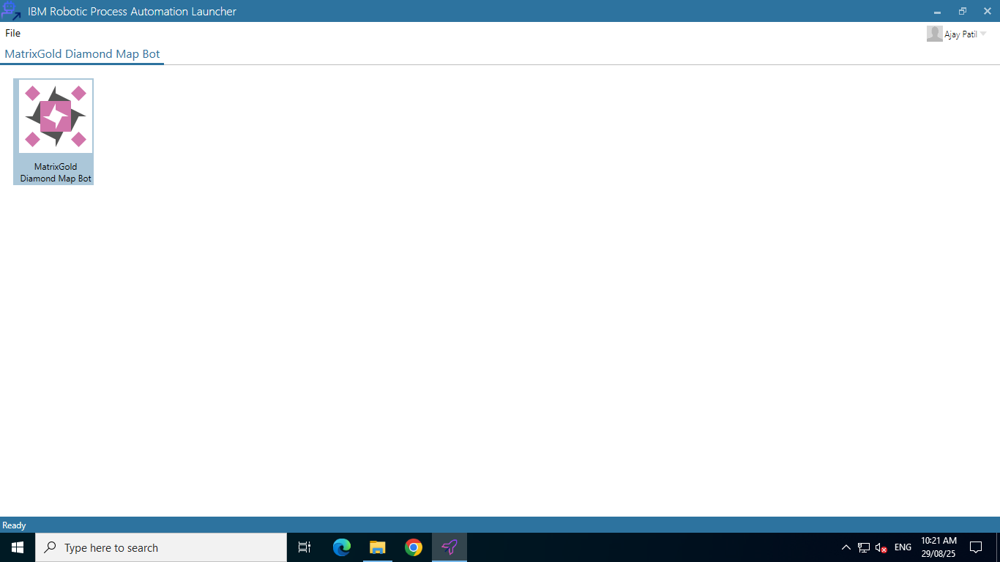 IBM Robotic Process Automation Launcher
File
Ajay Patil
MatrixGold Diamond Map Bot
MatrixGold
Diamond Map Bot
Ready
Type here to search
ENG
10:21 AM
29/08/25